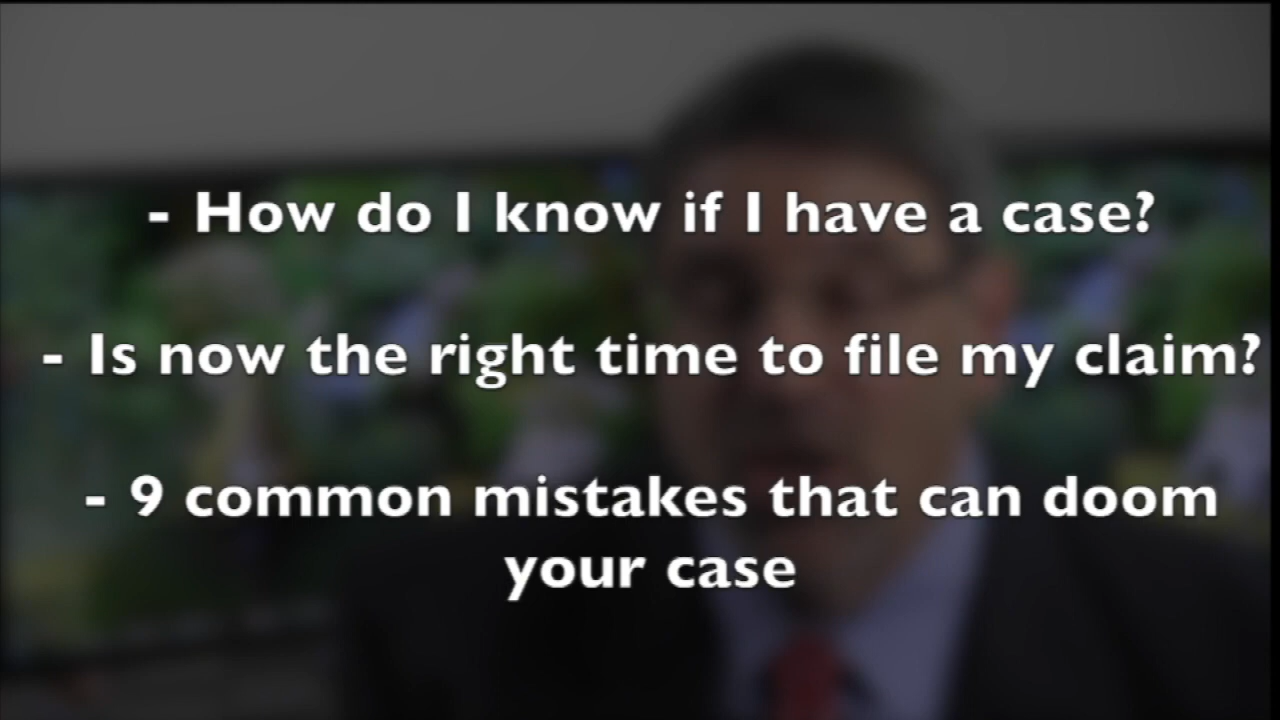 - How do I know if I have a case?
- Is now the right time to file my claim?
- 9 common mistakes that can doom
your case